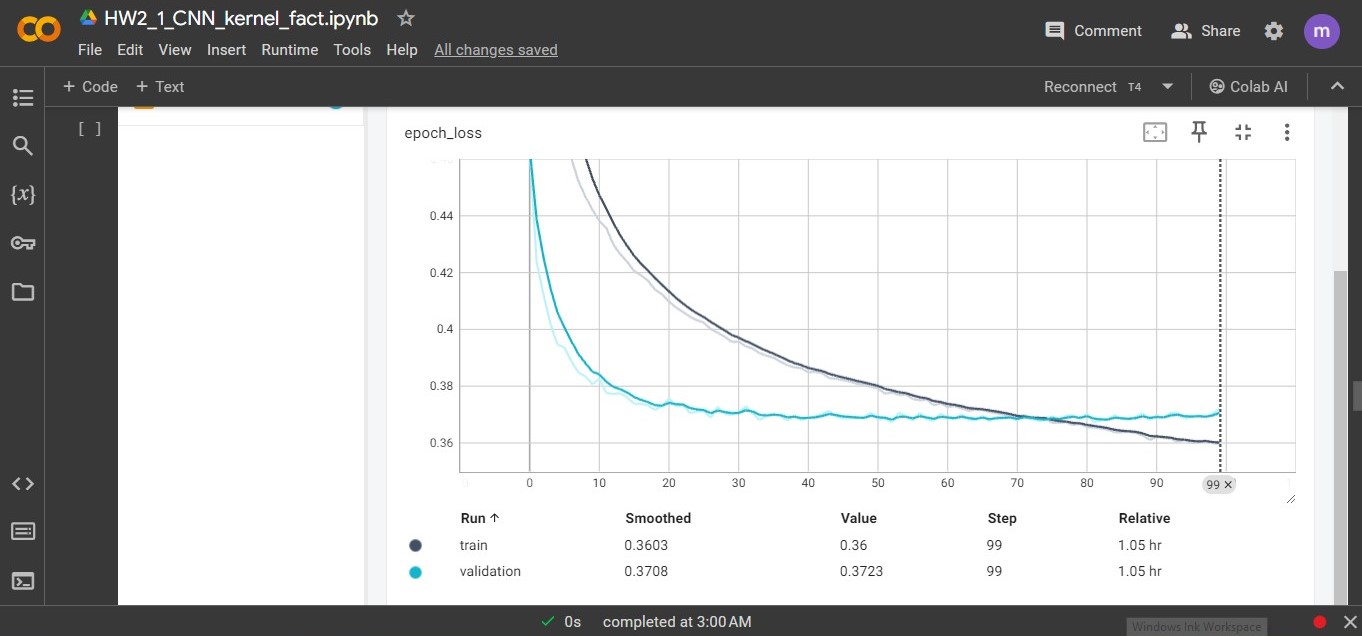 HW2_1_CNN_kernel_fact.ipynb
File Edit View Insert Runtime Tools Help All changes saved
Comment Share m
+ Code + Text
Reconnect T4 Colab AI
[ ]
{x}
epoch_loss
0.44
0.42
0.4
0.38
0.36
0 10 20 30 40 50 60 70 80 90 99 ×
Run ↑ Smoothed Value Step Relative
train 0.3603 0.36 99 1.05 hr
validation 0.3708 0.3723 99 1.05 hr
0s completed at 3:00 AM
Windows Ink Workspace